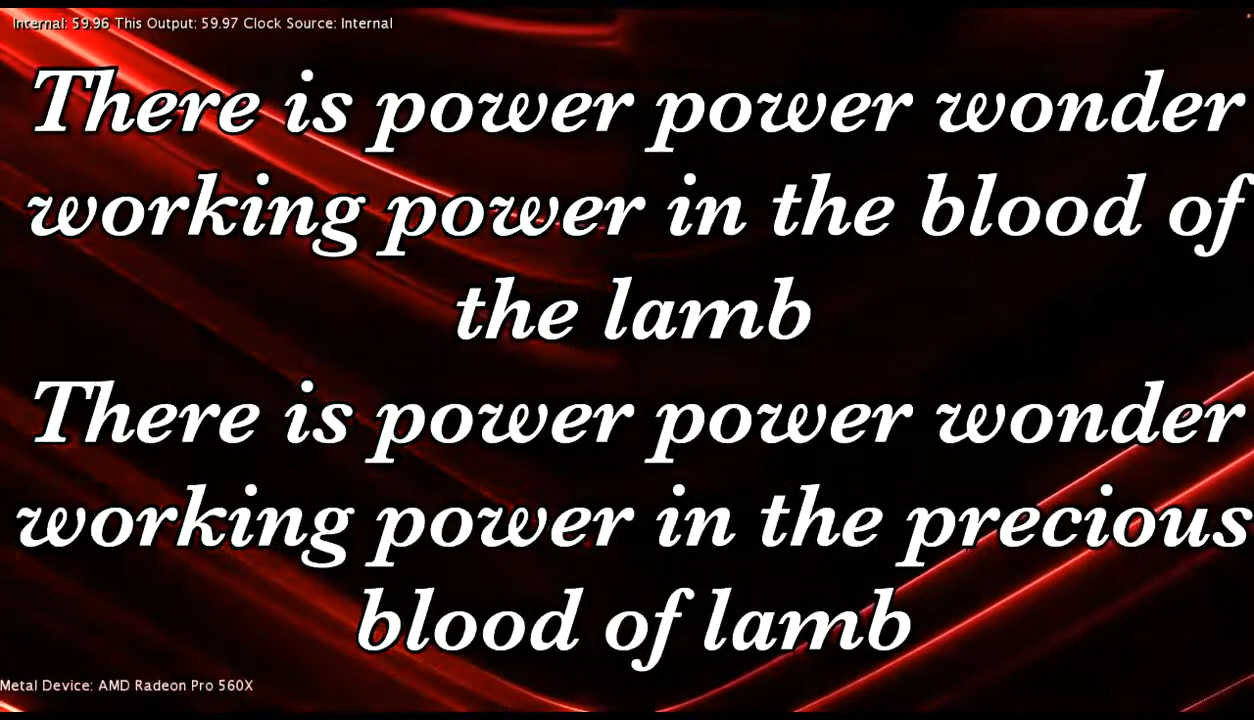 Internal: 59.96 This Output: 59.97 Clock Source: Internal
There is power power wonder
working power in the blood of
the lamb
There is power power wonder
working power in the precious
blood of lamb
Metal Device: AMD Radeon Pro 560X